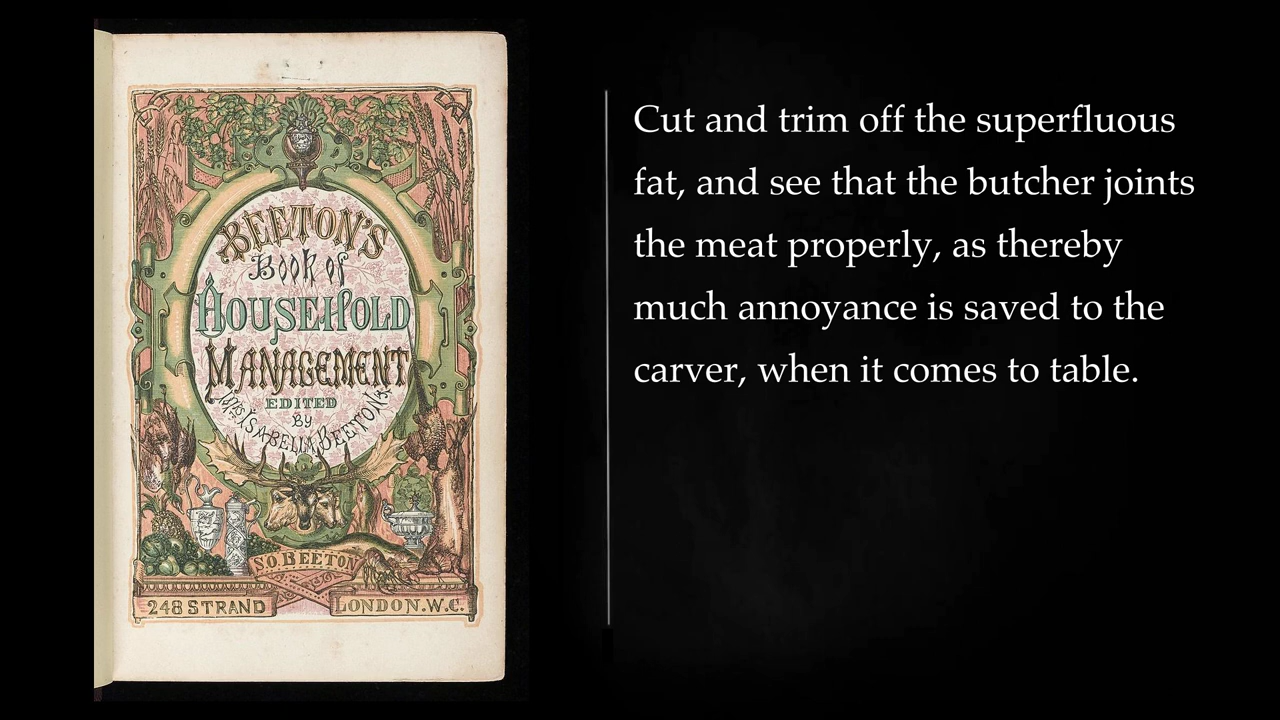 BEETON'S
Book of
HOUSEHOLD
MANAGEMENT
EDITED
BY
MRS ISABELLA BEETON
S.O. BEETON
248 STRAND
LONDON. W.C.
Cut and trim off the superfluous
fat, and see that the butcher joints
the meat properly, as thereby
much annoyance is saved to the
carver, when it comes to table.